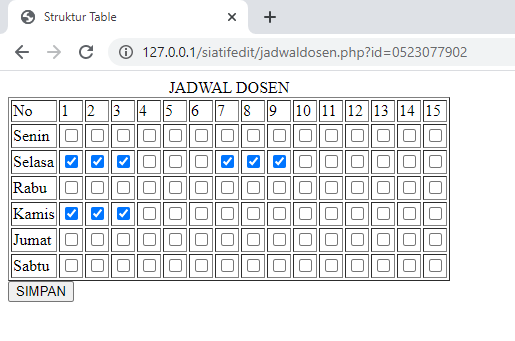 Struktur Table
127.0.0.1/siatifedit/jadwaldosen.php?id=0523077902
JADWAL DOSEN
No 1 2 3 4 5 6 7 8 9 10 11 12 13 14 15
Senin
Selasa
Rabu
Kamis
Jumat
Sabtu
SIMPAN